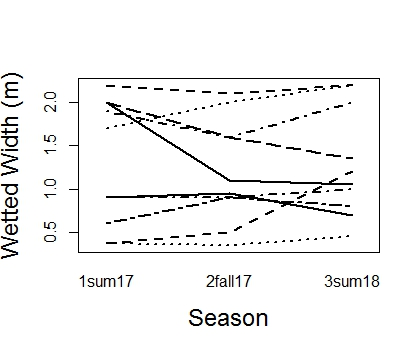 Wetted Width (m)
2.0
1.5
1.0
0.5
1sum17 2fall17 3sum18
Season